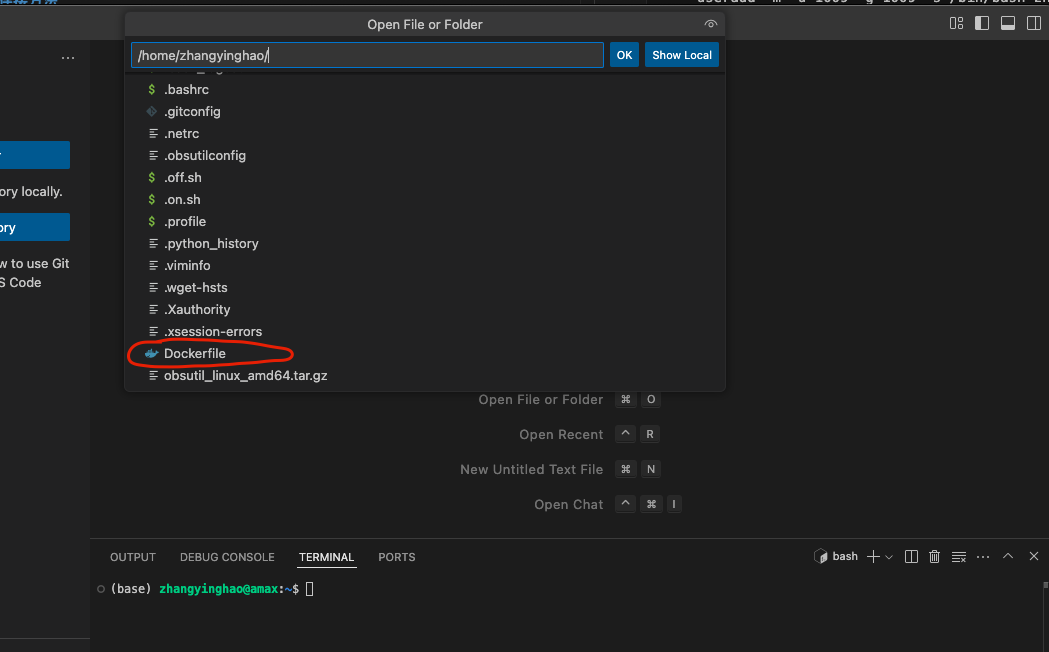 Open File or Folder
/home/zhangyinghao/
OK
Show Local
.bashrc
.gitconfig
.netrc
.obsutilconfig
.off.sh
.on.sh
.profile
.python_history
.viminfo
.wget-hsts
.Xauthority
.xsession-errors
Dockerfile
obsutil_linux_amd64.tar.gz
ory locally.
ory
w to use Git
S Code
Open File or Folder ⌘ O
Open Recent ^ R
New Untitled Text File ⌘ N
Open Chat ^ ⌘ I
OUTPUT DEBUG CONSOLE TERMINAL PORTS
bash
(base) zhangyinghao@amax:~$